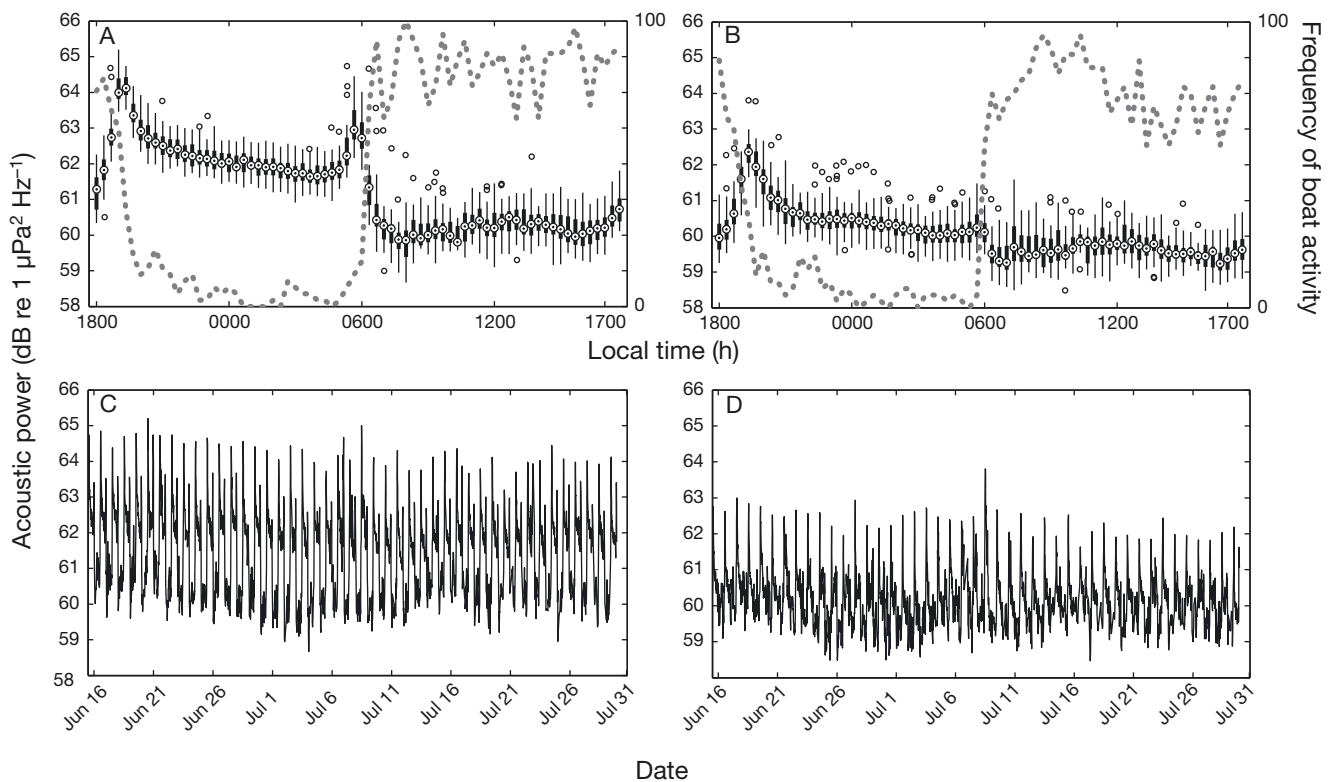 Acoustic power (dB re 1 µPa² Hz⁻¹)
66
65
64
63
62
61
60
59
58
A
100
0
1800
0000
0600
1200
1700
66
65
64
63
62
61
60
59
58
B
100
0
1800
0000
0600
1200
1700
Frequency of boat activity
Local time (h)
66
65
64
63
62
61
60
59
58
C
Jun 16
Jun 21
Jun 26
Jul 1
Jul 6
Jul 11
Jul 16
Jul 21
Jul 26
Jul 31
66
65
64
63
62
61
60
59
D
Jun 16
Jun 21
Jun 26
Jul 1
Jul 6
Jul 11
Jul 16
Jul 21
Jul 26
Jul 31
Date